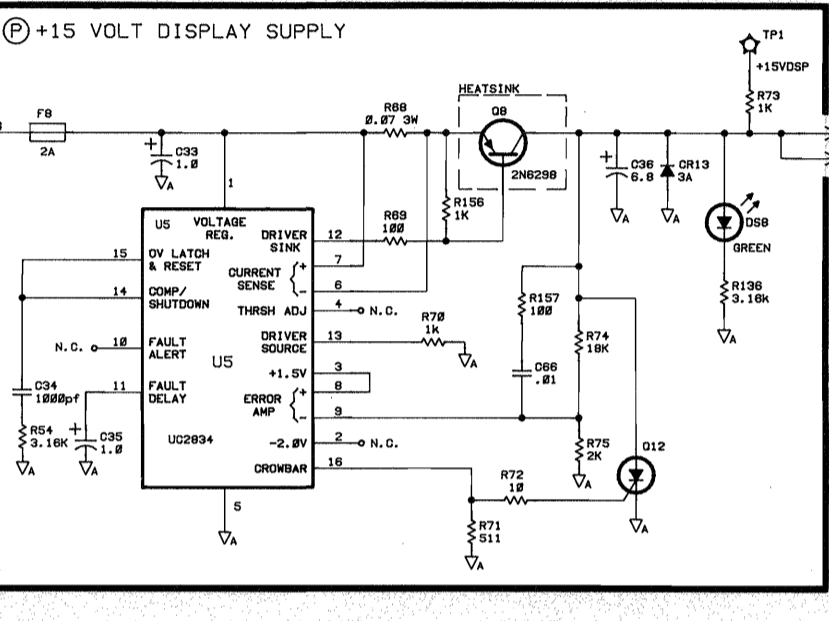 P +15 VOLT DISPLAY SUPPLY
TP1
+15VDSP
R73
1K
HEATSINK
Q8
2N6298
F8
2A
R68
0.07 3W
C33
1.0
A
1
R156
1K
C36
6.8
A
CR13
3A
A
DS8
GREEN
R136
3.16k
A
U5 VOLTAGE
REG.
DRIVER
SINK
12
R69
100
15
OV LATCH
& RESET
CURRENT
SENSE
+
-
7
6
14
COMP/
SHUTDOWN
THRSH ADJ
4
N.C.
R157
100
DRIVER
SOURCE
13
R70
1k
A
R74
18K
N.C.
10
FAULT
ALERT
U5
+1.5V
3
8
C66
.01
11
FAULT
DELAY
ERROR
AMP
+
-
9
C34
1000pf
R54
3.16K
A
C35
1.0
A
UC2834
-2.0V
2
N.C.
R75
2K
A
Q12
A
CROWBAR
16
R72
10
R71
511
A
5
A